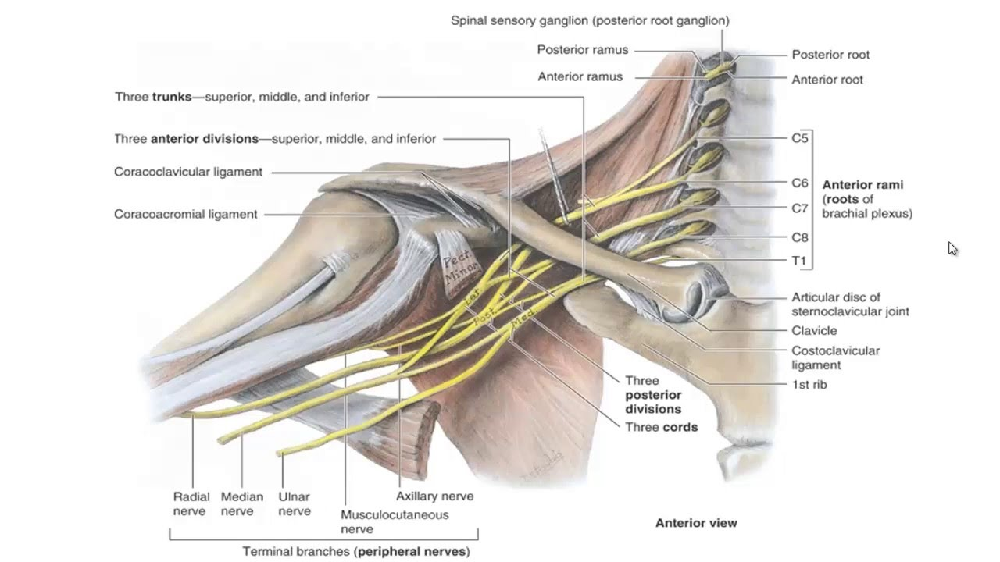 Spinal sensory ganglion (posterior root ganglion)
Posterior ramus
Anterior ramus
Posterior root
Anterior root
Three trunks—superior, middle, and inferior
Three anterior divisions—superior, middle, and inferior
Coracoclavicular ligament
Coracoacromial ligament
C5
C6
C7
C8
T1
Anterior rami
(roots of
brachial plexus)
Pect.
Minor
Lat.
Post.
Med.
Articular disc of
sternoclavicular joint
Clavicle
Costoclavicular
ligament
1st rib
Three
posterior
divisions
Three cords
Radial
nerve
Median
nerve
Ulnar
nerve
Musculocutaneous
nerve
Axillary nerve
Terminal branches (peripheral nerves)
Anterior view